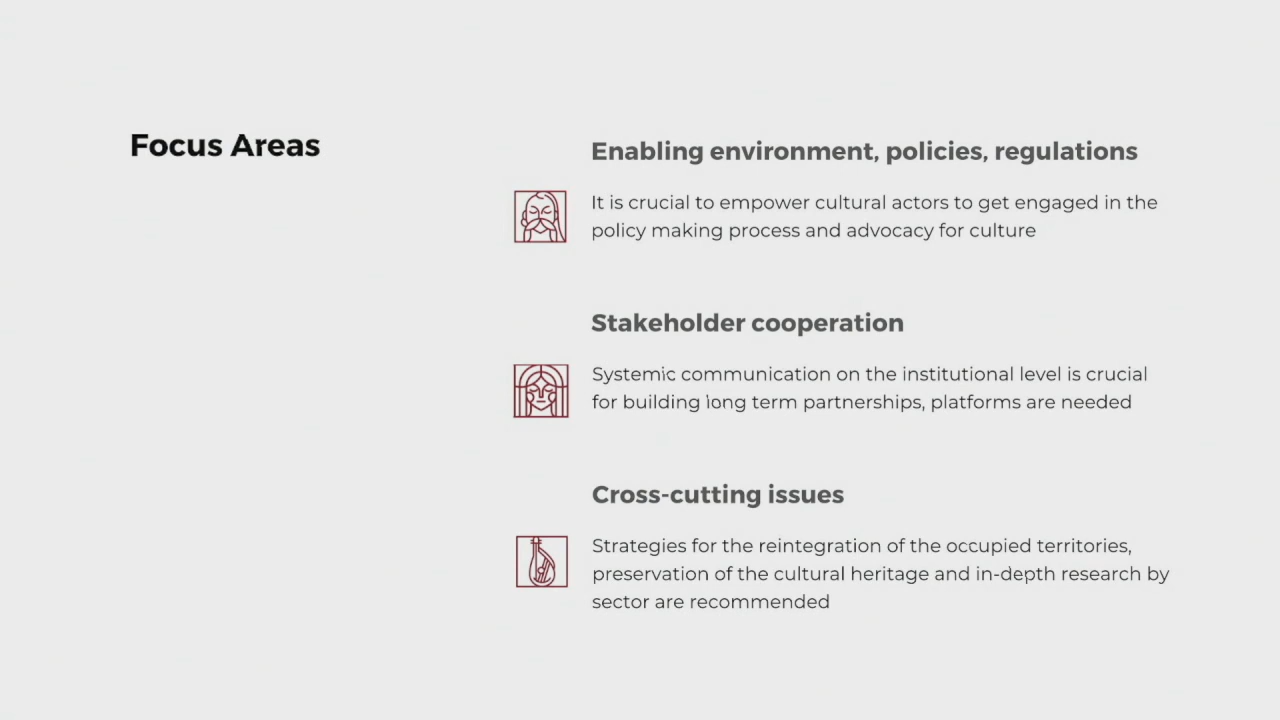 Focus Areas
Enabling environment, policies, regulations
It is crucial to empower cultural actors to get engaged in the
policy making process and advocacy for culture
Stakeholder cooperation
Systemic communication on the institutional level is crucial
for building long term partnerships, platforms are needed
Cross-cutting issues
Strategies for the reintegration of the occupied territories,
preservation of the cultural heritage and in-depth research by
sector are recommended